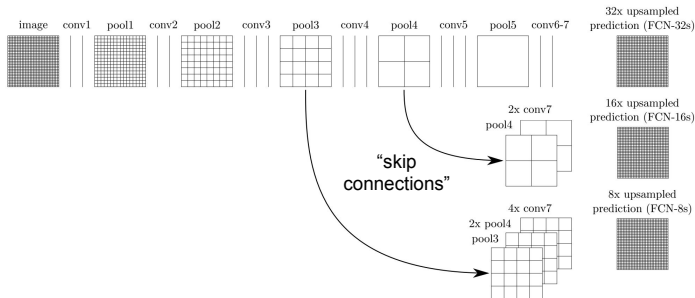 image conv1 pool1 conv2 pool2 conv3 pool3 conv4 pool4 conv5 pool5 conv6-7
32x upsampled
prediction (FCN-32s)
2x conv7
pool4
16x upsampled
prediction (FCN-16s)
“skip
connections”
4x conv7
2x pool4
pool3
8x upsampled
prediction (FCN-8s)